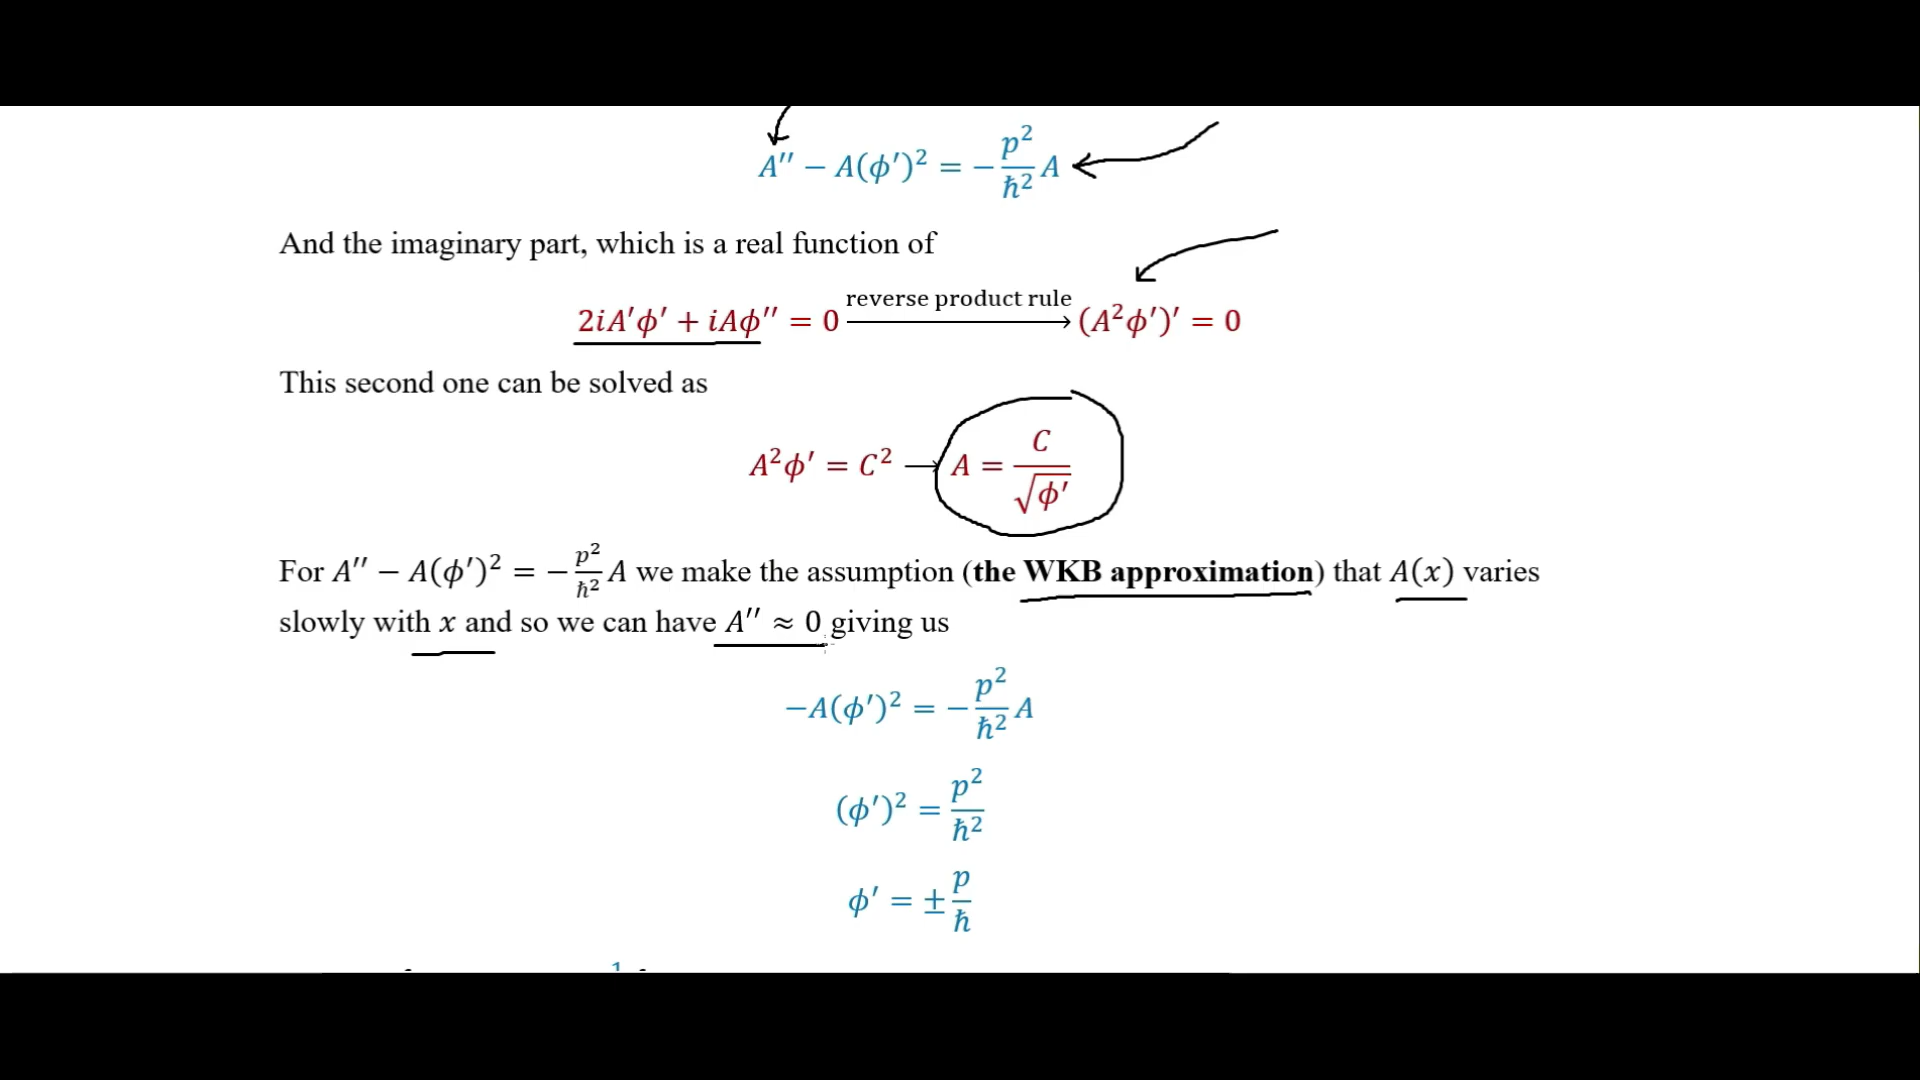 A″ − A(ϕ′)² = −p²/ℏ² A
And the imaginary part, which is a real function of
2iA′ϕ′ + iAϕ″ = 0 reverse product rule → (A²ϕ′)′ = 0
This second one can be solved as
A²ϕ′ = C² → A = C/√ϕ′
For A″ − A(ϕ′)² = −p²/ℏ² A we make the assumption (the WKB approximation) that A(x) varies
slowly with x and so we can have A″ ≈ 0 giving us
−A(ϕ′)² = −p²/ℏ² A
(ϕ′)² = p²/ℏ²
ϕ′ = ±p/ℏ